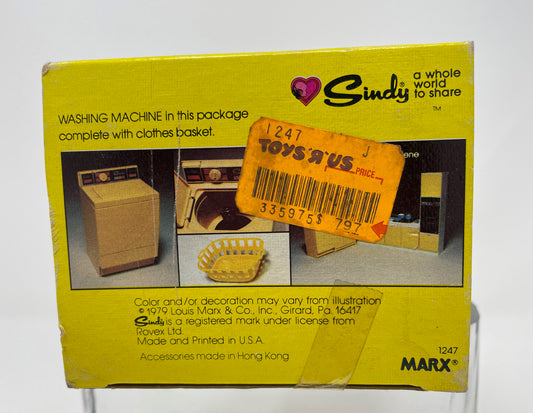 Sindy® a whole
world
to share
TM
WASHING MACHINE in this package
complete with clothes basket.
1247 J
TOYS"R"US
PRICE
335975$ 797
Color and/or decoration may vary from illustration
© 1979 Louis Marx & Co., Inc., Girard, Pa. 16417
Sindy is a registered mark under license from
Rovex Ltd.
Made and Printed in U.S.A.
Accessories made in Hong Kong
1247
MARX®